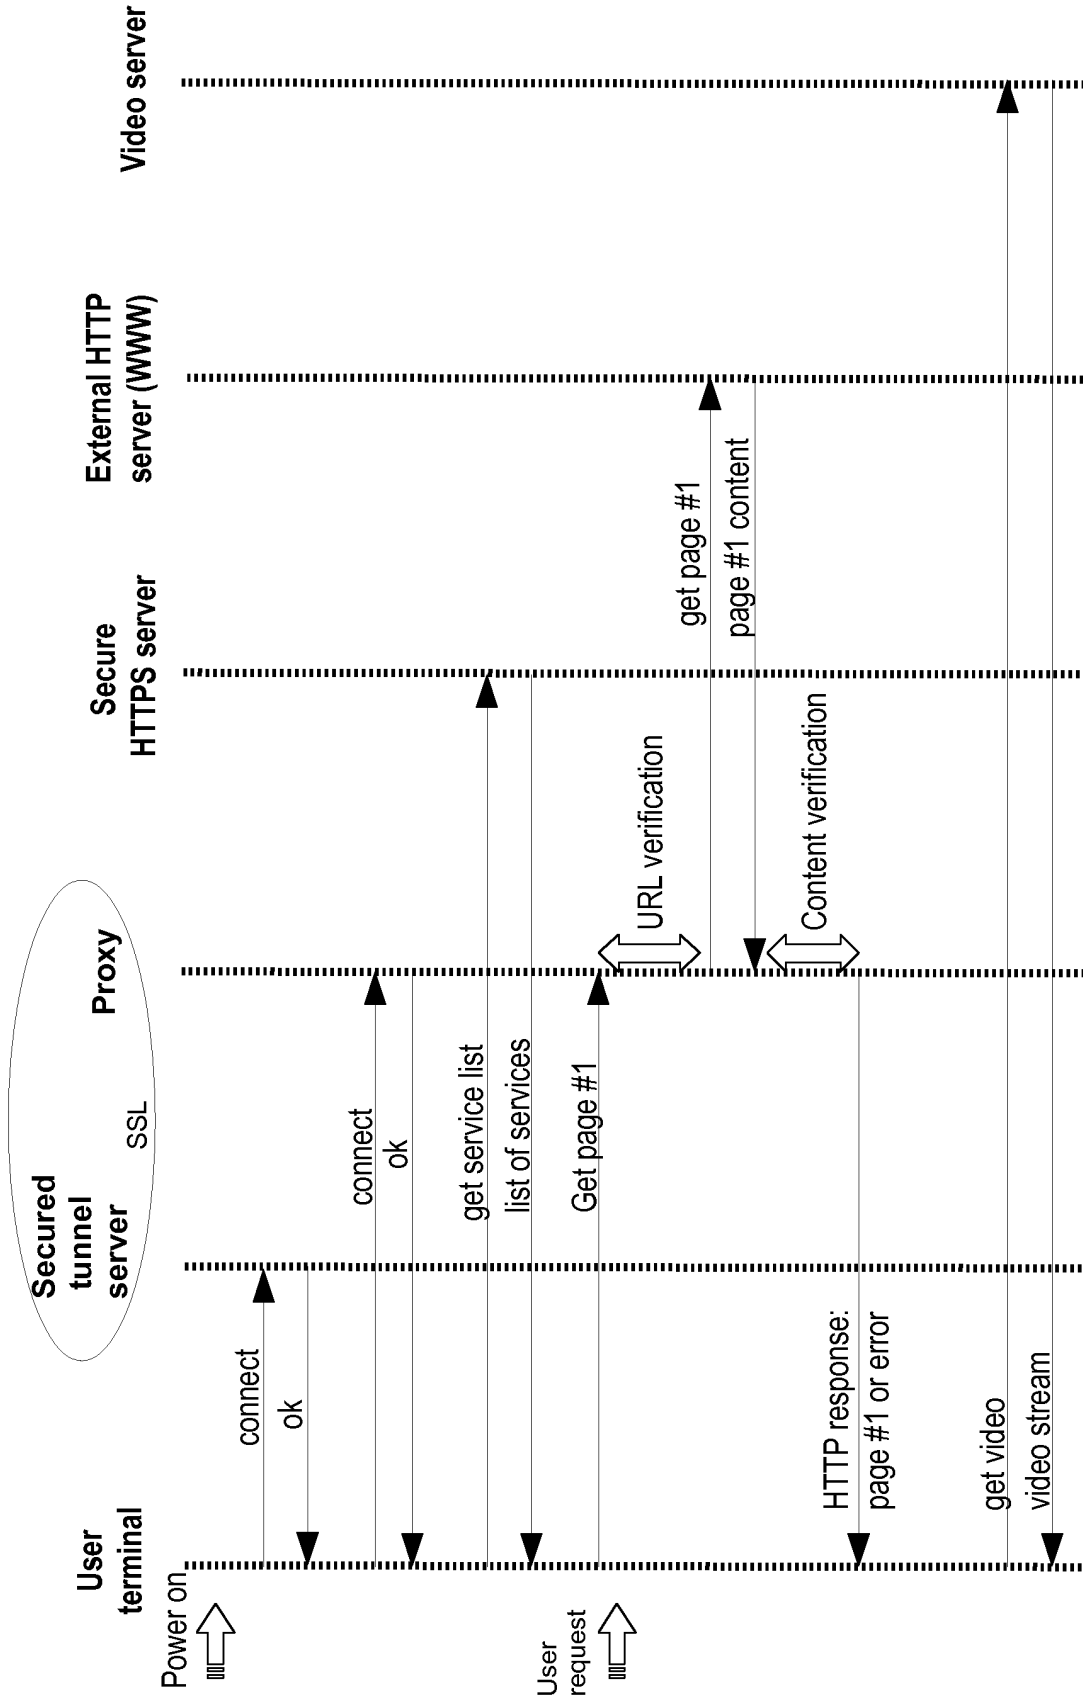 User
terminal
Secured
tunnel
server
SSL
Proxy
Secure
HTTPS server
External HTTP
server (WWW)
Video server
Power on
connect
ok
connect
ok
get service list
list of services
User
request
Get page #1
URL verification
get page #1
page #1 content
Content verification
HTTP response:
page #1 or error
get video
video stream